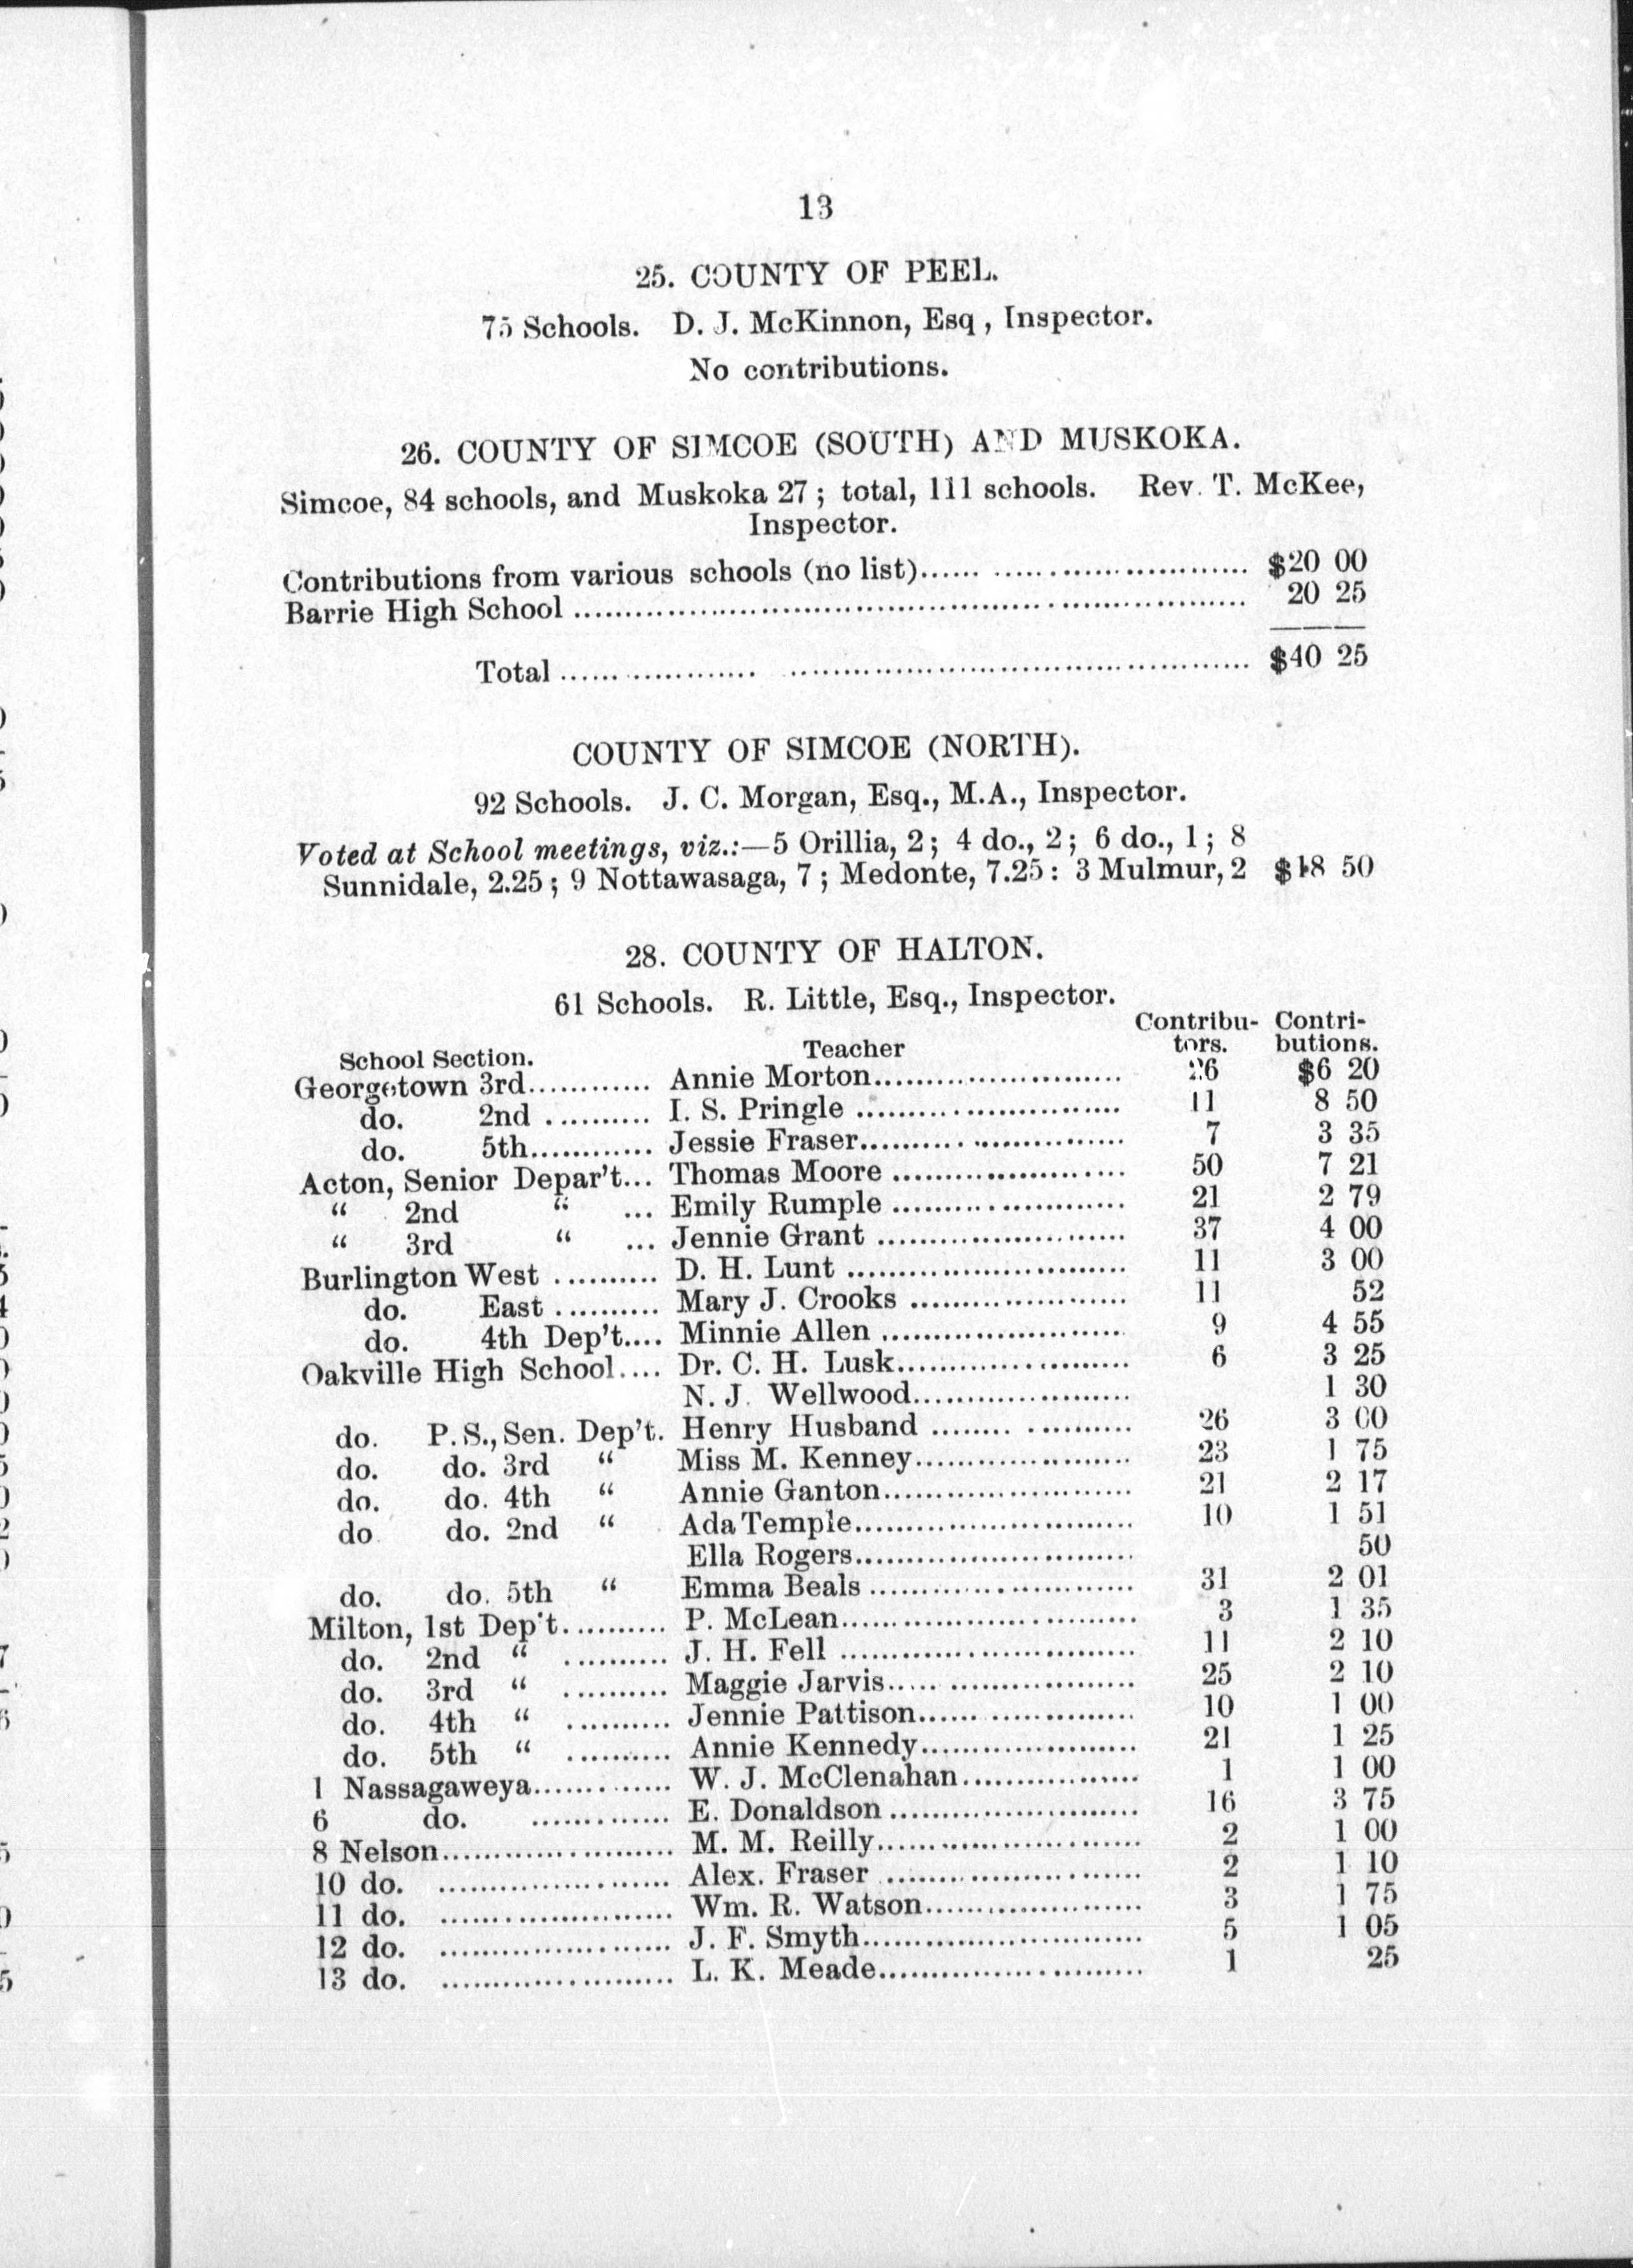 13
25. COUNTY OF PEEL.
75 Schools. D. J. McKinnon, Esq , Inspector.
No contributions.
26. COUNTY OF SIMCOE (SOUTH) AND MUSKOKA.
Simcoe, 84 schools, and Muskoka 27 ; total, 111 schools. Rev. T. McKee,
Inspector.
Contributions from various schools (no list)...... ............................ $20 00
Barrie High School .................................................................. 20 25
Total ...... .............. .............................................. $40 25
COUNTY OF SIMCOE (NORTH).
92 Schools. J. C. Morgan, Esq., M.A., Inspector.
Voted at School meetings, viz.:—5 Orillia, 2 ; 4 do., 2 ; 6 do., 1 ; 8
Sunnidale, 2.25 ; 9 Nottawasaga, 7 ; Medonte, 7.25 : 3 Mulmur, 2 $18 50
28. COUNTY OF HALTON.
61 Schools. R. Little, Esq., Inspector.
Contribu- Contri-
School Section. Teacher tors. butions.
Georgetown 3rd............ Annie Morton......................... 26 $6 20
do. 2nd ........... I. S. Pringle ......................... 11 8 50
do. 5th............ Jessie Fraser......................... 7 3 35
Acton, Senior Depar't... Thomas Moore ....................... 50 7 21
“ 2nd “ ... Emily Rumple ....................... 21 2 79
“ 3rd “ ... Jennie Grant ........................ 37 4 00
Burlington West .......... D. H. Lunt ........................... 11 3 00
do. East .......... Mary J. Crooks ..................... 11 52
do. 4th Dep't.... Minnie Allen ........................ 9 4 55
Oakville High School.... Dr. C. H. Lusk....................... 6 3 25
N. J. Wellwood..................... 1 30
do. P. S., Sen. Dep't. Henry Husband ........ .......... 26 3 00
do. do. 3rd “ Miss M. Kenney..................... 23 1 75
do. do. 4th “ Annie Ganton........................ 21 2 17
do do. 2nd “ Ada Temple........................... 10 1 51
Ella Rogers........................... 50
do. do. 5th “ Emma Beals .......................... 31 2 01
Milton, 1st Dep't.......... P. McLean............................. 3 1 35
do. 2nd “ .......... J. H. Fell ............................. 11 2 10
do. 3rd “ .......... Maggie Jarvis..... .................. 25 2 10
do. 4th “ .......... Jennie Pattison...................... 10 1 00
do. 5th “ .......... Annie Kennedy...................... 21 1 25
1 Nassagaweya............. W. J. McClenahan................. 1 1 00
6 do. ............. E. Donaldson ........................ 16 3 75
8 Nelson...................... M. M. Reilly.......................... 2 1 00
10 do. ...................... Alex. Fraser ......................... 2 1 10
11 do. ...................... Wm. R. Watson..................... 3 1 75
12 do. ...................... J. F. Smyth........................... 5 1 05
13 do. ...................... L. K. Meade.......................... 1 25